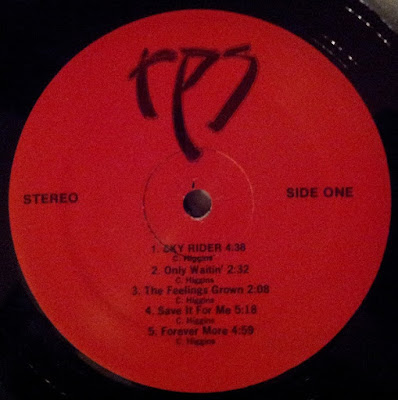 rps
STEREO
SIDE ONE
1. SKY RIDER 4:36
C. Higgins
2. Only Waitin' 2:32
C. Higgins
3. The Feelings Grown 2:08
C. Higgins
4. Save It For Me 5:18
C. Higgins
5. Forever More 4:59
C. Higgins